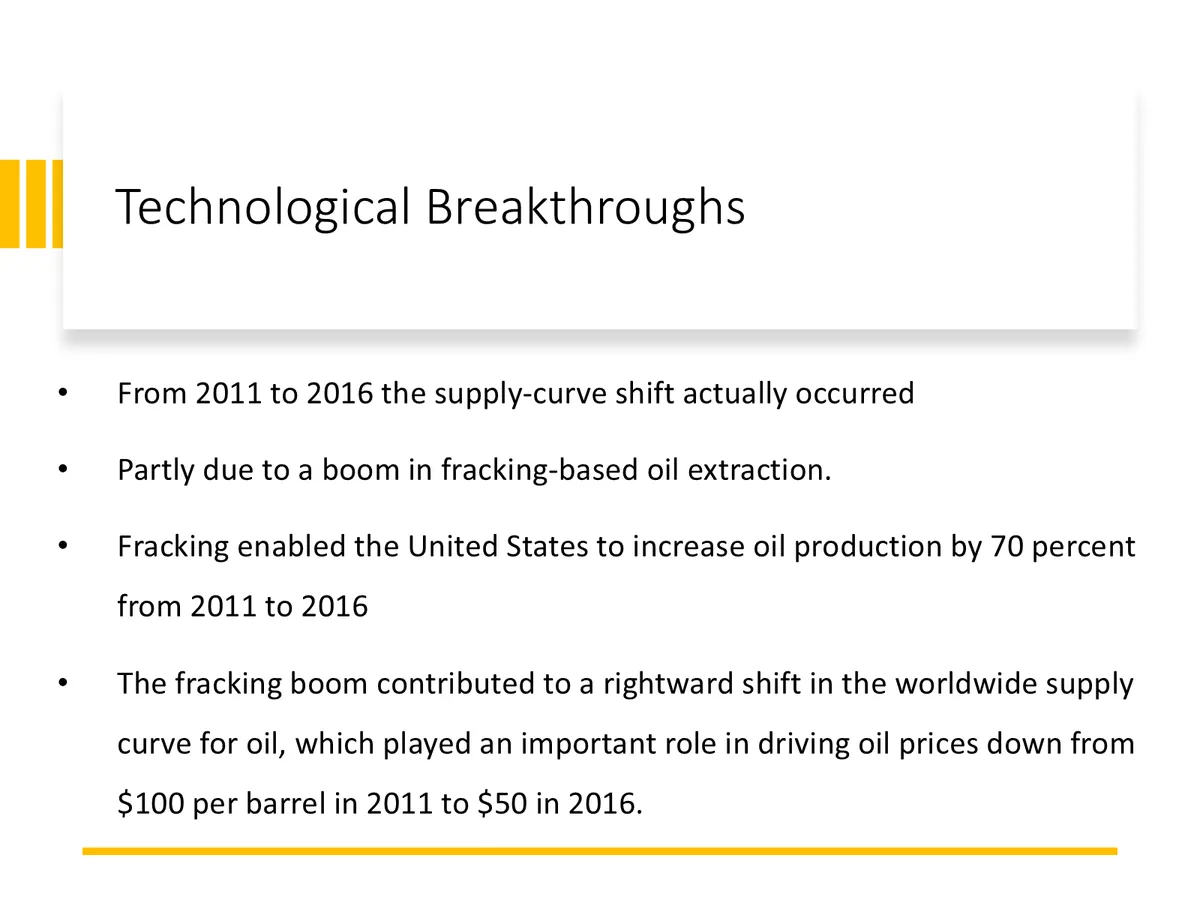 Technological Breakthroughs
• From 2011 to 2016 the supply-curve shift actually occurred
• Partly due to a boom in fracking-based oil extraction.
• Fracking enabled the United States to increase oil production by 70 percent
from 2011 to 2016
• The fracking boom contributed to a rightward shift in the worldwide supply
curve for oil, which played an important role in driving oil prices down from
$100 per barrel in 2011 to $50 in 2016.